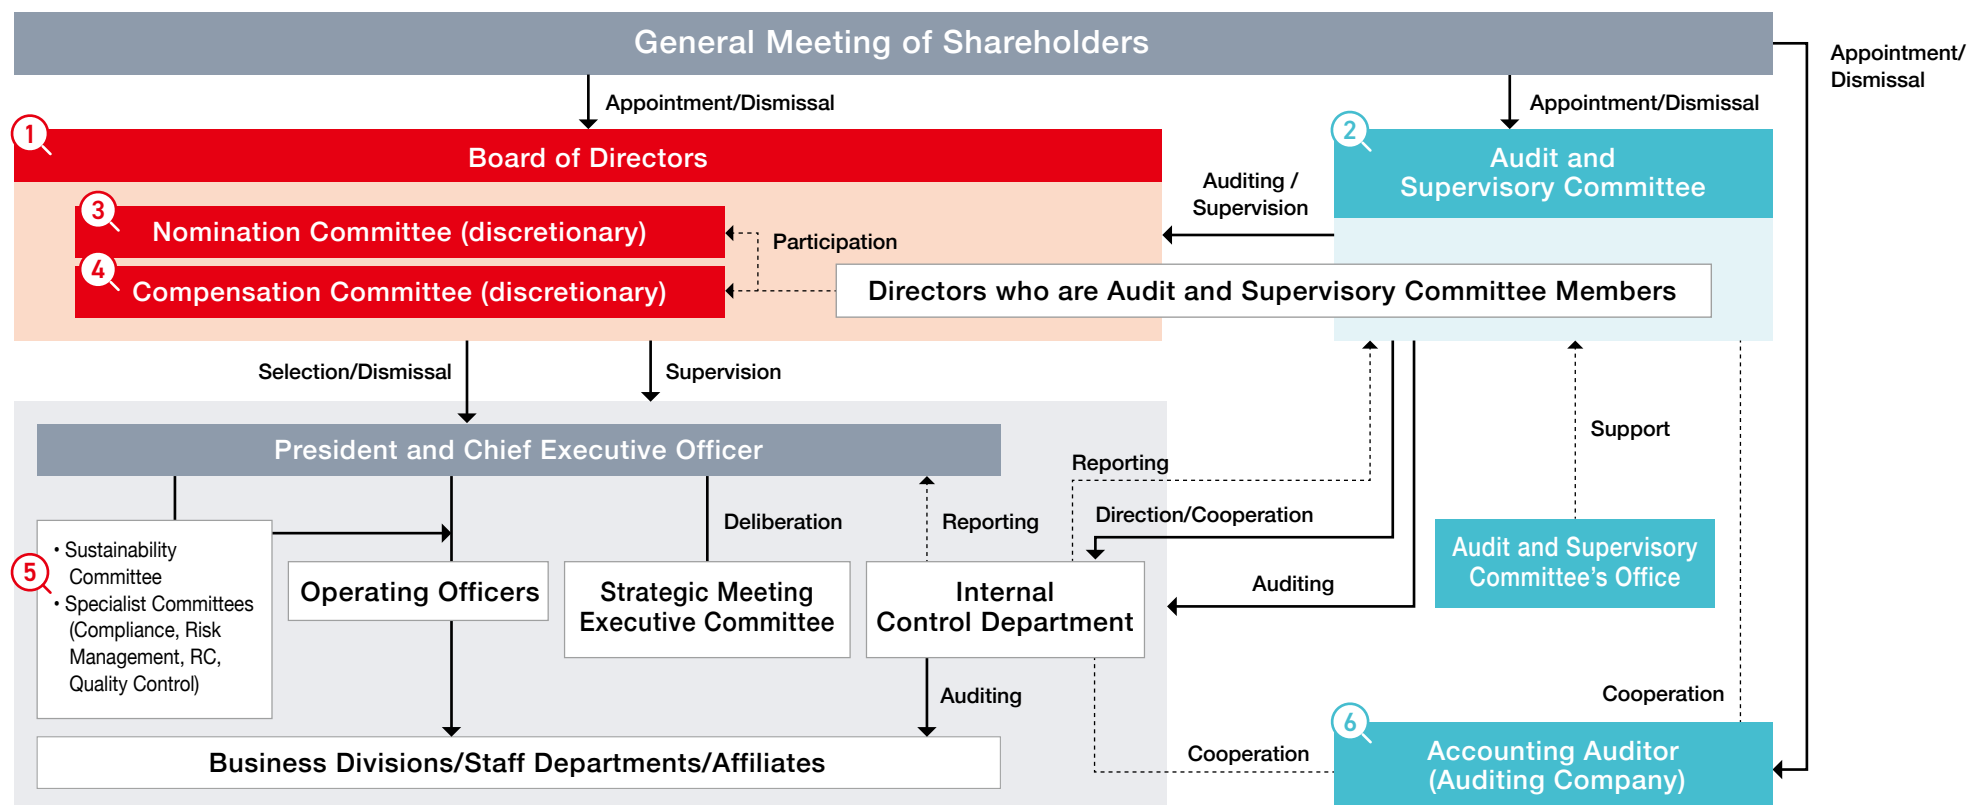 General Meeting of Shareholders
Appointment/
Dismissal
Appointment/Dismissal
Appointment/Dismissal
1
Board of Directors
2
Audit and
Supervisory Committee
Auditing /
Supervision
3
Nomination Committee (discretionary)
Participation
4
Compensation Committee (discretionary)
Directors who are Audit and Supervisory Committee Members
Selection/Dismissal
Supervision
Support
President and Chief Executive Officer
Reporting
Deliberation
Reporting
Direction/Cooperation
5
• Sustainability
Committee
• Specialist Committees
(Compliance, Risk
Management, RC,
Quality Control)
Operating Officers
Strategic Meeting
Executive Committee
Internal
Control Department
Auditing
Audit and Supervisory
Committee’s Office
Auditing
Cooperation
Business Divisions/Staff Departments/Affiliates
Cooperation
6
Accounting Auditor
(Auditing Company)